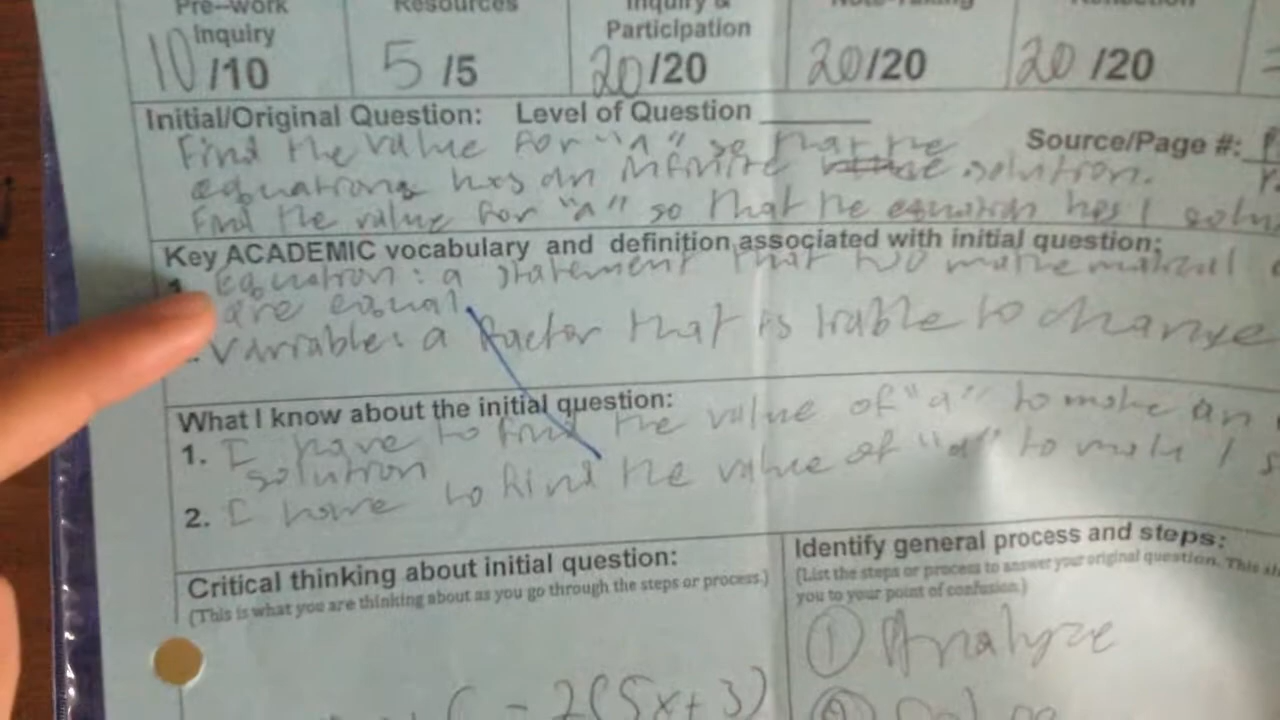 Pre-work Resources Inquiry & Note-Taking
Inquiry Participation
10/10 5/5 20/20 20/20 20/20
Initial/Original Question: Level of Question
Source/Page #:
Find the value for "a" so that the
equations has an infinite solution.
Find the value for "a" so that the equation has 1
Key ACADEMIC vocabulary and definition associated with initial question:
1. Equation: a statement that two mathematical
are equal.
Variable: a factor that is liable to change
What I know about the initial question:
1. I have to find the value of "a" to make an
solution
2. I have to find the value of "a" to make 1
Critical thinking about initial question:
(This is what you are thinking about as you go through the steps or process.)
Identify general process and steps:
(List the steps or process to answer your original question. This
you to your point of confusion.)
① Analyze
- 2(5x+3)